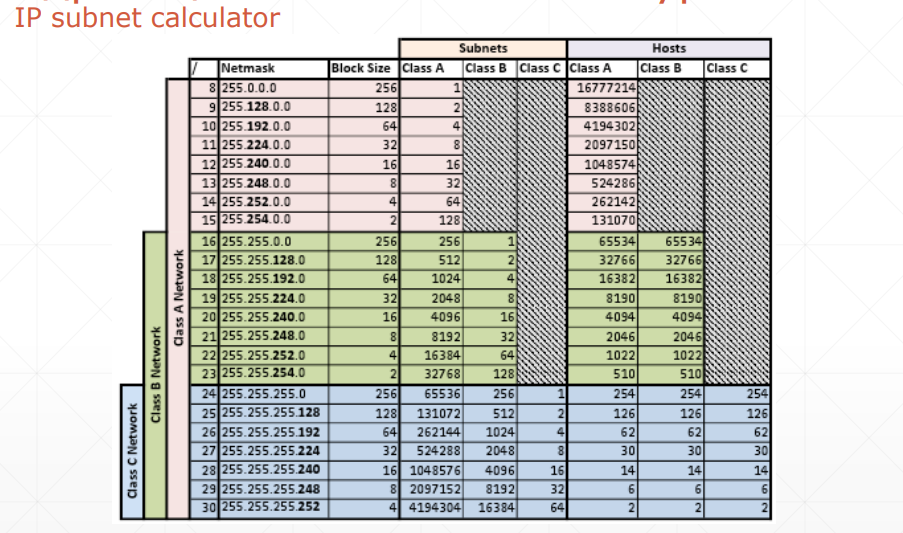 IP subnet calculator
Subnets Hosts
/ Netmask Block Size Class A Class B Class C Class A Class B Class C
8 255.0.0.0 256 1 16777214
9 255.128.0.0 128 2 8388606
10 255.192.0.0 64 4 4194302
11 255.224.0.0 32 8 2097150
12 255.240.0.0 16 16 1048574
13 255.248.0.0 8 32 524286
14 255.252.0.0 4 64 262142
15 255.254.0.0 2 128 131070
16 255.255.0.0 256 256 1 65534 65534
17 255.255.128.0 128 512 2 32766 32766
18 255.255.192.0 64 1024 4 16382 16382
19 255.255.224.0 32 2048 8 8190 8190
20 255.255.240.0 16 4096 16 4094 4094
21 255.255.248.0 8 8192 32 2046 2046
22 255.255.252.0 4 16384 64 1022 1022
23 255.255.254.0 2 32768 128 510 510
24 255.255.255.0 256 65536 256 1 254 254 254
25 255.255.255.128 128 131072 512 2 126 126 126
26 255.255.255.192 64 262144 1024 4 62 62 62
27 255.255.255.224 32 524288 2048 8 30 30 30
28 255.255.255.240 16 1048576 4096 16 14 14 14
29 255.255.255.248 8 2097152 8192 32 6 6 6
30 255.255.255.252 4 4194304 16384 64 2 2 2
Class A Network
Class B Network
Class C Network